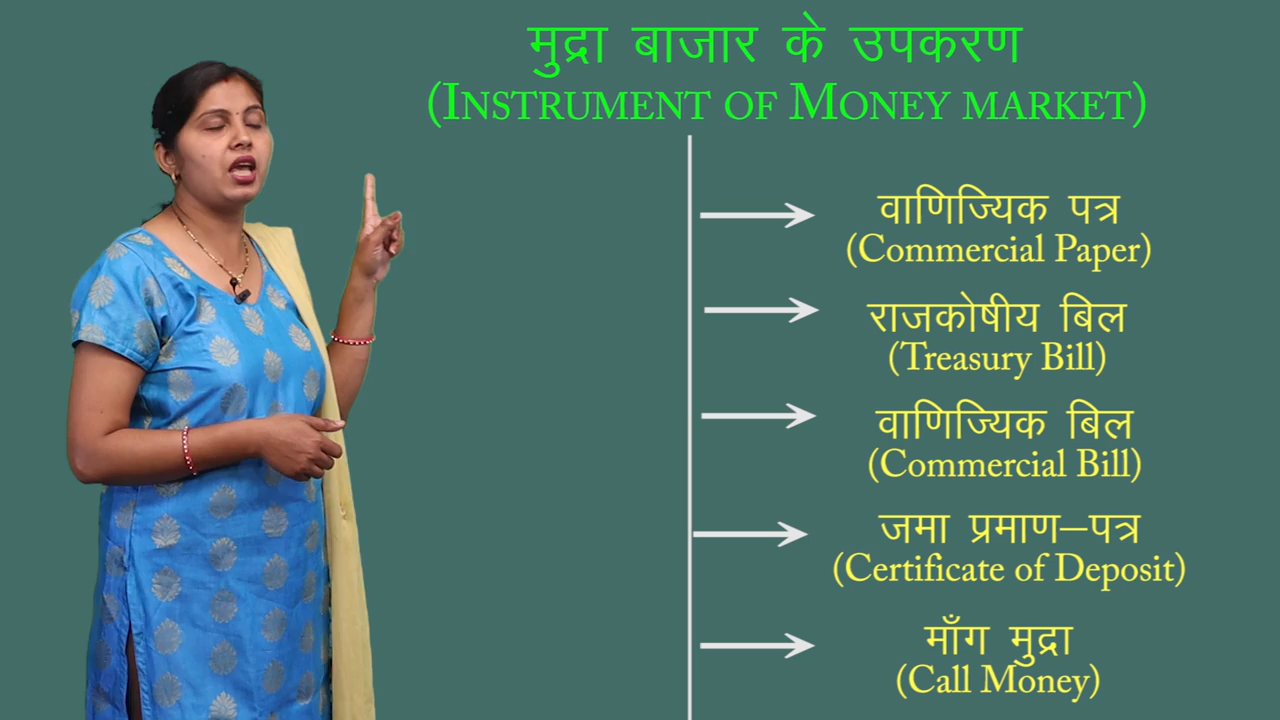 मुद्रा बाजार के उपकरण
(INSTRUMENT OF MONEY MARKET)
वाणिज्यिक पत्र
(Commercial Paper)
राजकोषीय बिल
(Treasury Bill)
वाणिज्यिक बिल
(Commercial Bill)
जमा प्रमाण–पत्र
(Certificate of Deposit)
माँग मुद्रा
(Call Money)